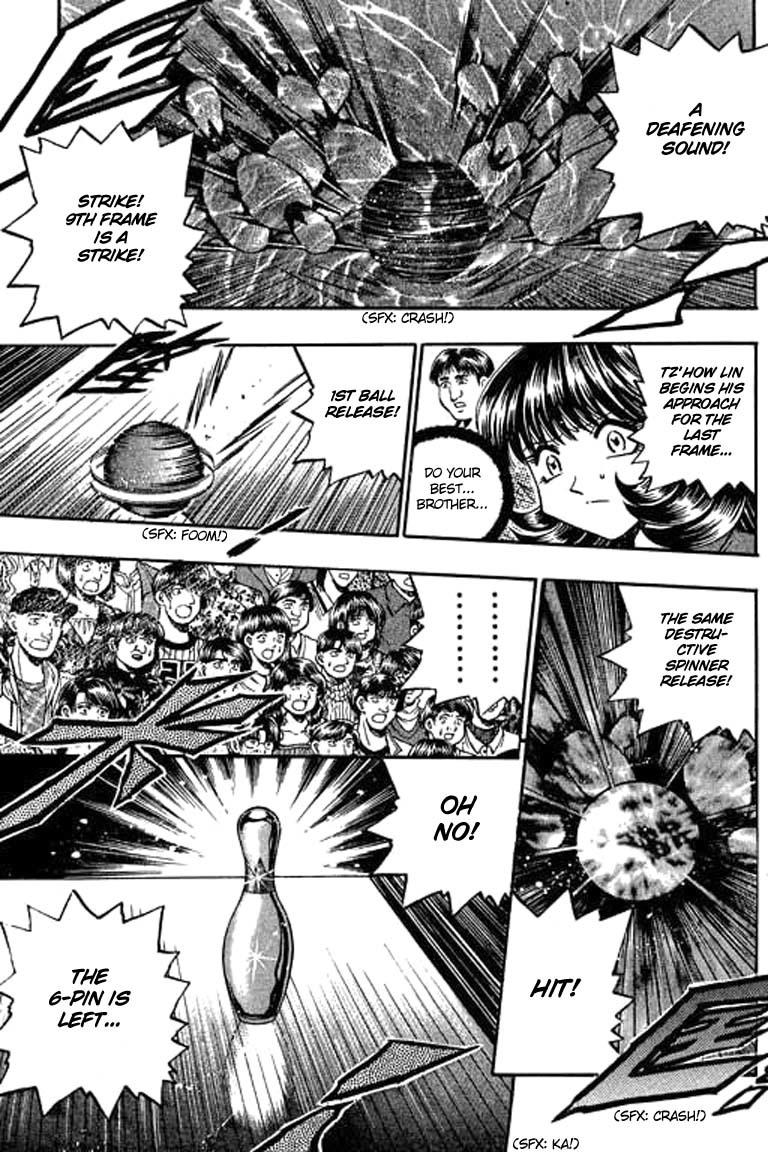 A
DEAFENING
SOUND!
STRIKE!
9TH FRAME
IS A
STRIKE!
(SFX: CRASH!)
TZ'HOW LIN
BEGINS HIS
APPROACH
FOR THE
LAST
FRAME...
DO YOUR
BEST...
BROTHER...
1ST BALL
RELEASE!
(SFX: FOOM!)
THE SAME
DESTRU-
CTIVE
SPINNER
RELEASE!
HIT!
(SFX: CRASH!)
OH
NO!
THE
6-PIN IS
LEFT...
(SFX: KA!)